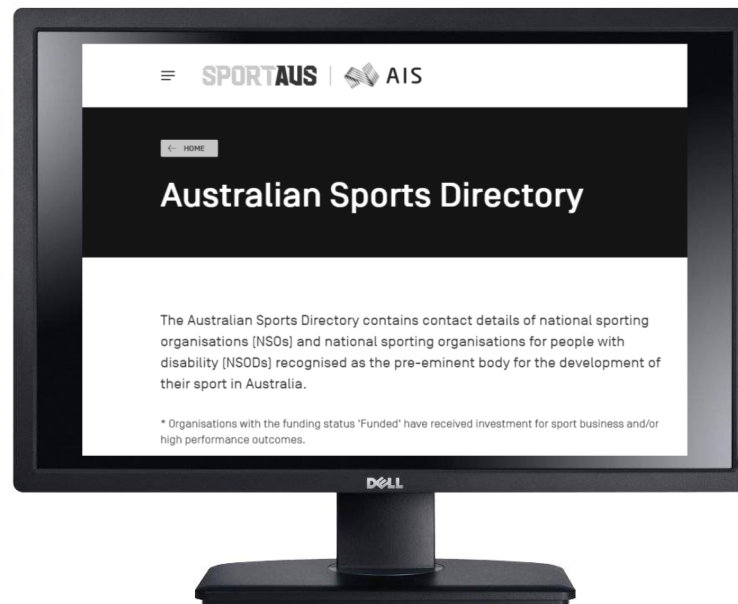 SPORTAUS | AIS
← HOME
Australian Sports Directory
The Australian Sports Directory contains contact details of national sporting
organisations (NSOs) and national sporting organisations for people with
disability (NSODs) recognised as the pre-eminent body for the development of
their sport in Australia.
* Organisations with the funding status 'Funded' have received investment for sport business and/or
high performance outcomes.
DELL